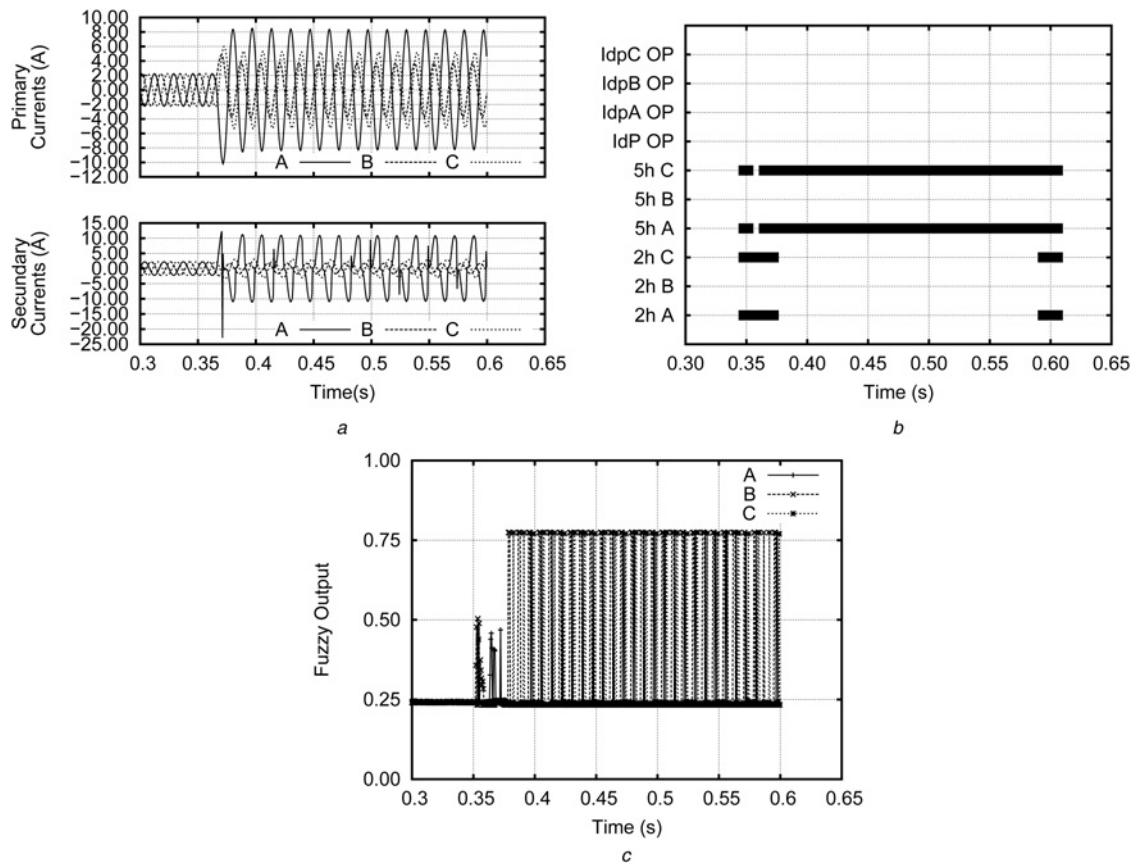 10.00
8.00
6.00
4.00
2.00
0.00
−2.00
−4.00
−6.00
−8.00
−10.00
−12.00
Primary
Currents (A)
A B C
15.00
10.00
5.00
0.00
−5.00
−10.00
−15.00
−20.00
−25.00
Secundary
Currents (A)
A B C
0.3 0.35 0.4 0.45 0.5 0.55 0.6 0.65
Time(s)
a
IdpC OP
IdpB OP
IdpA OP
IdP OP
5h C
5h B
5h A
2h C
2h B
2h A
0.30 0.35 0.40 0.45 0.50 0.55 0.60 0.65
Time (s)
b
1.00
0.75
0.50
0.25
0.00
Fuzzy Output
A
B
C
0.3 0.35 0.4 0.45 0.5 0.55 0.6 0.65
Time (s)
c